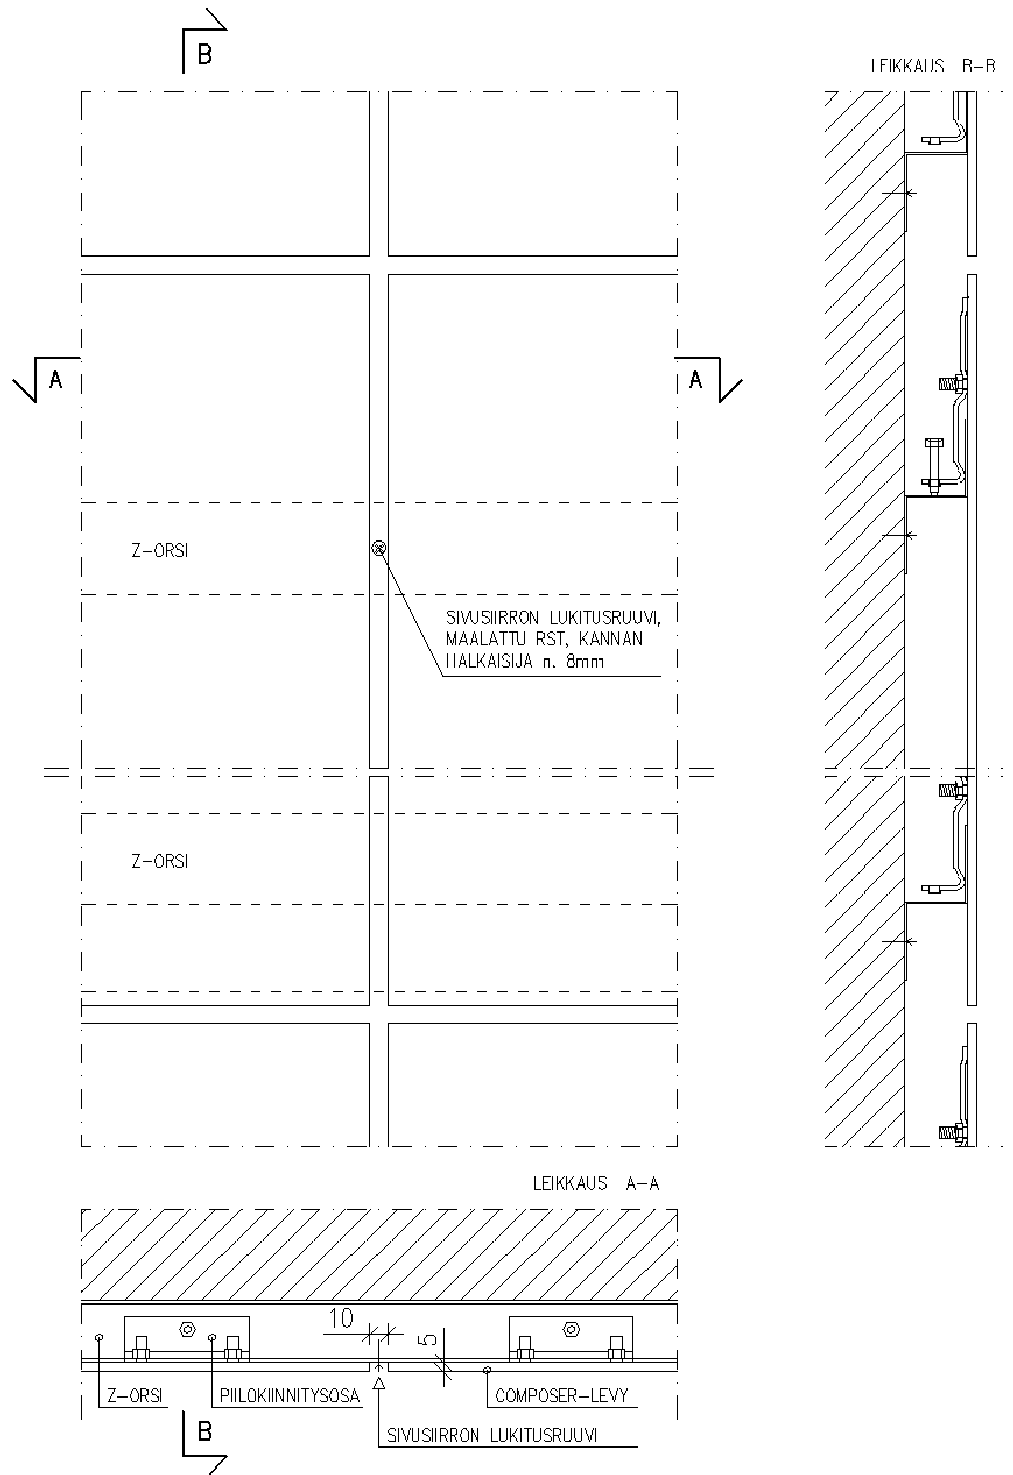 B
LEIKKAUS B-B
A
A
Z-ORSI
SIVUSIIRRON LUKITUSRUUVI,
MAALATTU RST, KANNAN
HALKAISIJA n. 8mm
Z-ORSI
LEIKKAUS A-A
10
5
Z-ORSI
PIILOKIINNITYSOSA
COMPOSER-LEVY
B
SIVUSIIRRON LUKITUSRUUVI